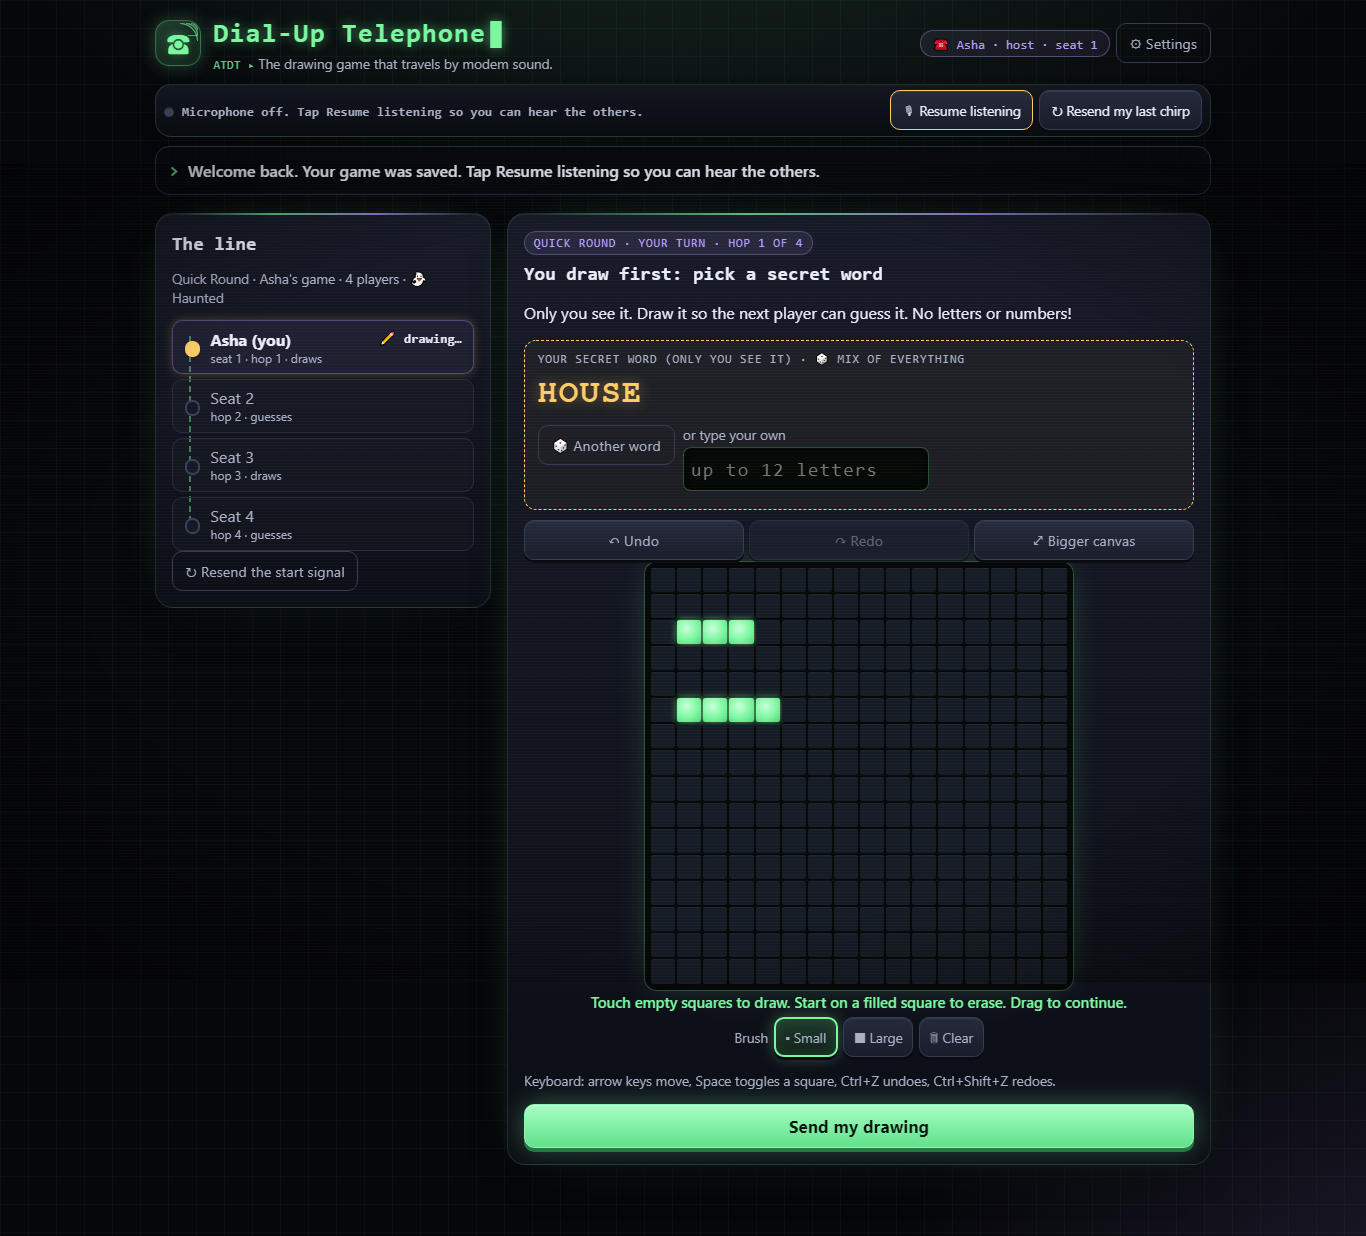 Dial-Up Telephone
ATDT ▸ The drawing game that travels by modem sound.
☎ Asha · host · seat 1
⚙ Settings
Microphone off. Tap Resume listening so you can hear the others.
🎙 Resume listening
↻ Resend my last chirp
> Welcome back. Your game was saved. Tap Resume listening so you can hear the others.
The line
Quick Round · Asha's game · 4 players · 👻
Haunted
Asha (you)
✏ drawing…
seat 1 · hop 1 · draws
Seat 2
hop 2 · guesses
Seat 3
hop 3 · draws
Seat 4
hop 4 · guesses
↻ Resend the start signal
QUICK ROUND · YOUR TURN · HOP 1 OF 4
You draw first: pick a secret word
Only you see it. Draw it so the next player can guess it. No letters or numbers!
YOUR SECRET WORD (ONLY YOU SEE IT) · 🎲 MIX OF EVERYTHING
HOUSE
🎲 Another word
or type your own
up to 12 letters
↶ Undo
↷ Redo
⤢ Bigger canvas
Touch empty squares to draw. Start on a filled square to erase. Drag to continue.
Brush
▪ Small
■ Large
🗑 Clear
Keyboard: arrow keys move, Space toggles a square, Ctrl+Z undoes, Ctrl+Shift+Z redoes.
Send my drawing